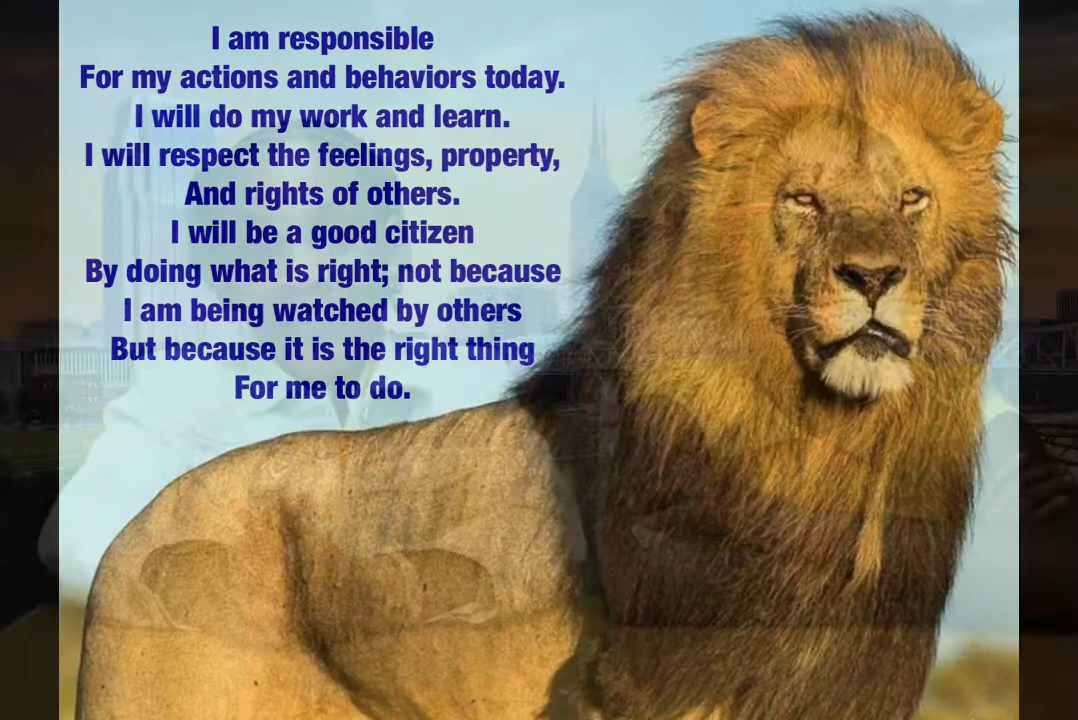 I am responsible
For my actions and behaviors today.
I will do my work and learn.
I will respect the feelings, property,
And rights of others.
I will be a good citizen
By doing what is right; not because
I am being watched by others
But because it is the right thing
For me to do.